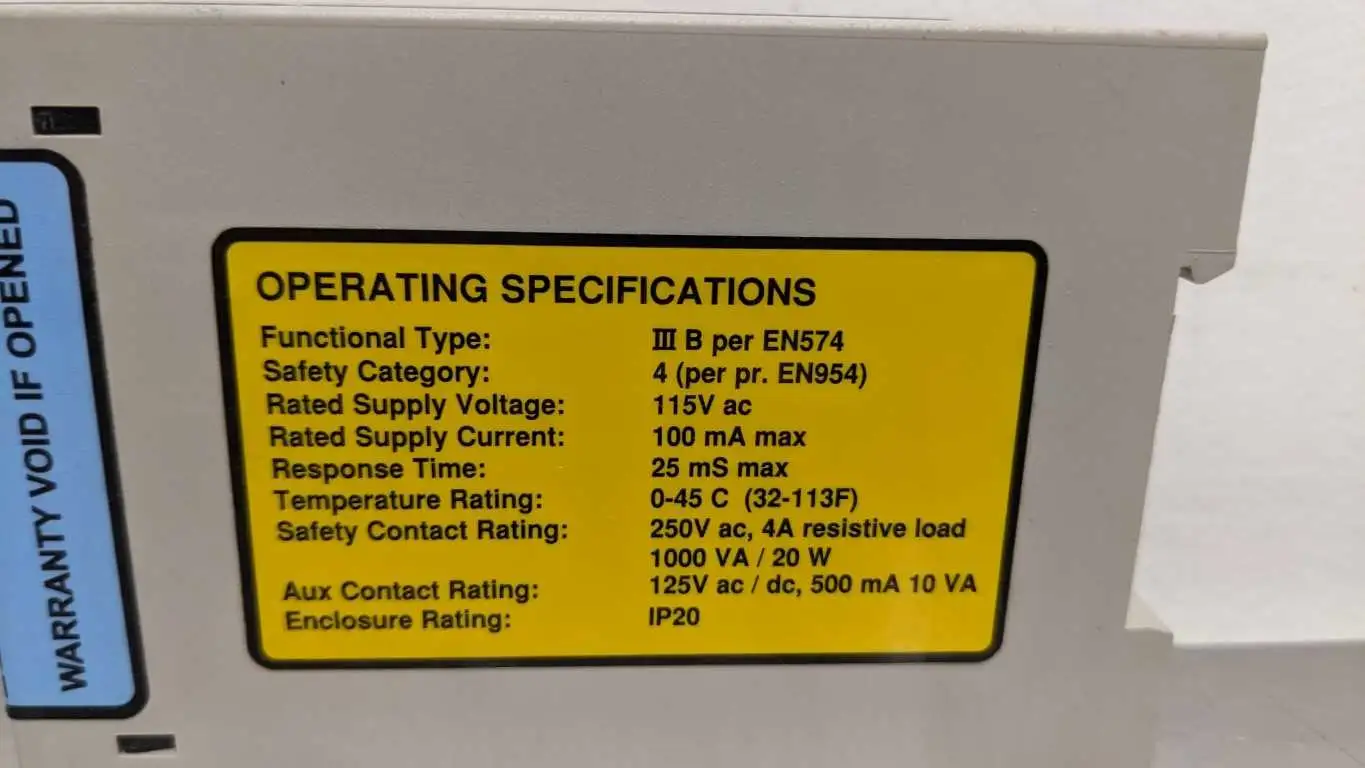 WARRANTY VOID IF OPENED
OPERATING SPECIFICATIONS
Functional Type: III B per EN574
Safety Category: 4 (per pr. EN954)
Rated Supply Voltage: 115V ac
Rated Supply Current: 100 mA max
Response Time: 25 mS max
Temperature Rating: 0-45 C (32-113F)
Safety Contact Rating: 250V ac, 4A resistive load
1000 VA / 20 W
Aux Contact Rating: 125V ac / dc, 500 mA 10 VA
Enclosure Rating: IP20